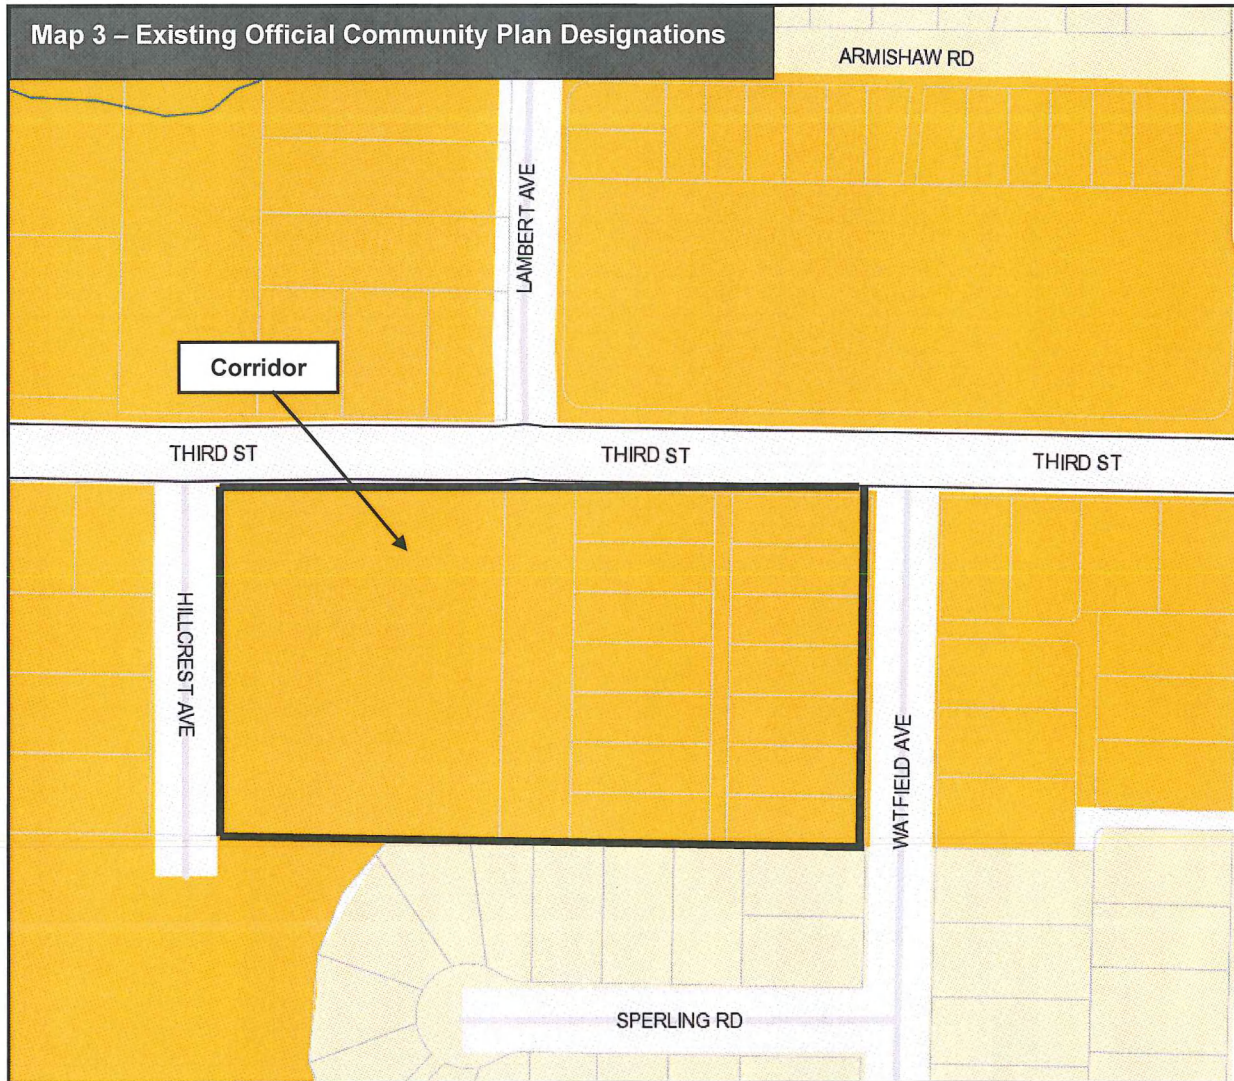 Map 3 – Existing Official Community Plan Designations
ARMISHAW RD
LAMBERT AVE
Corridor
THIRD ST
THIRD ST
THIRD ST
HILLCREST AVE
WATFIELD AVE
SPERLING RD